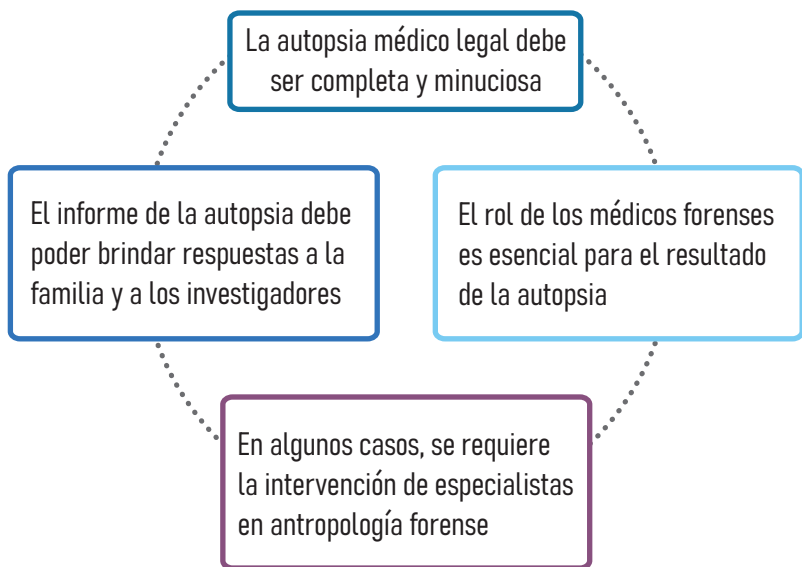 La autopsia médico legal debe
ser completa y minuciosa
El informe de la autopsia debe
poder brindar respuestas a la
familia y a los investigadores
El rol de los médicos forenses
es esencial para el resultado
de la autopsia
En algunos casos, se requiere
la intervención de especialistas
en antropología forense